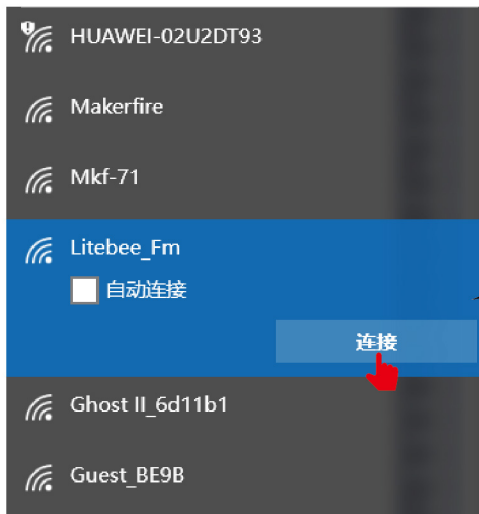 HUAWEI-02U2DT93
Makerfire
Mkf-71
Litebee_Fm
自动连接
连接
Ghost II_6d11b1
Guest_BE9B